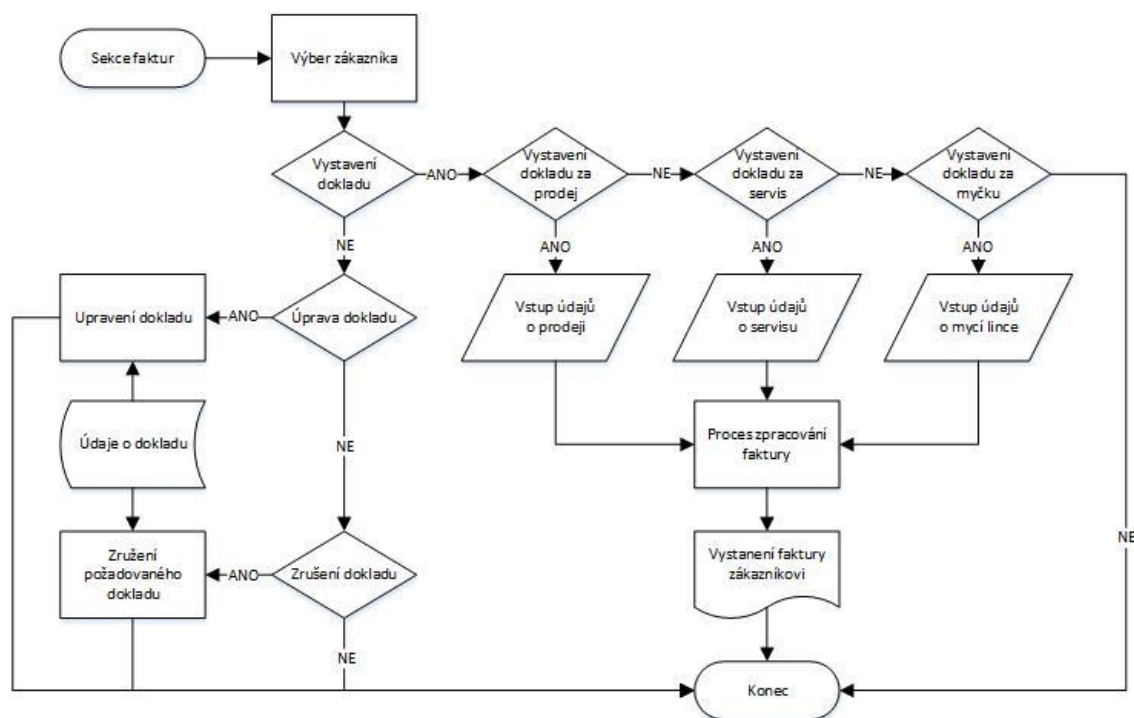 Sekce faktur
Výber zákazníka
Vystavení
dokladu
ANO
Vystavení
dokladu za
prodej
NE
Vystavení
dokladu za
servis
NE
Vystavení
dokladu za
myčku
NE
ANO
ANO
ANO
Upravení dokladu
ANO
Úprava dokladu
Vstup údajů
o prodeji
Vstup údajů
o servisu
Vstup údajů
o mycí lince
Údaje o dokladu
NE
Proces zpracování
faktury
Zružení
požadovaného
dokladu
ANO
Zrušení dokladu
Vystanení faktury
zákazníkovi
NE
NE
Konec